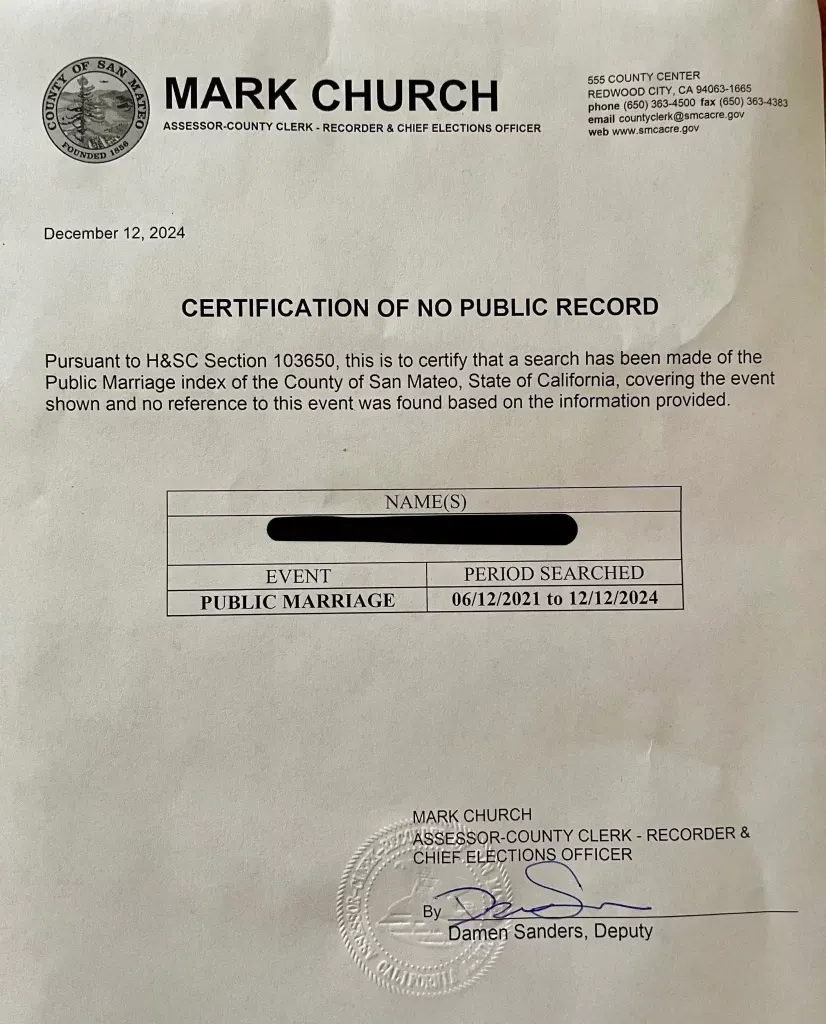 COUNTY OF SAN MATEO
FOUNDED 1856
MARK CHURCH
ASSESSOR-COUNTY CLERK - RECORDER & CHIEF ELECTIONS OFFICER
555 COUNTY CENTER
REDWOOD CITY, CA 94063-1665
phone (650) 363-4500 fax (650) 363-4383
email countyclerk@smcacre.gov
web www.smcacre.gov
December 12, 2024
CERTIFICATION OF NO PUBLIC RECORD
Pursuant to H&SC Section 103650, this is to certify that a search has been made of the
Public Marriage index of the County of San Mateo, State of California, covering the event
shown and no reference to this event was found based on the information provided.
NAME(S)
EVENT
PERIOD SEARCHED
PUBLIC MARRIAGE
06/12/2021 to 12/12/2024
MARK CHURCH
ASSESSOR-COUNTY CLERK - RECORDER &
CHIEF ELECTIONS OFFICER
By
Damen Sanders, Deputy
CALIFORNIA